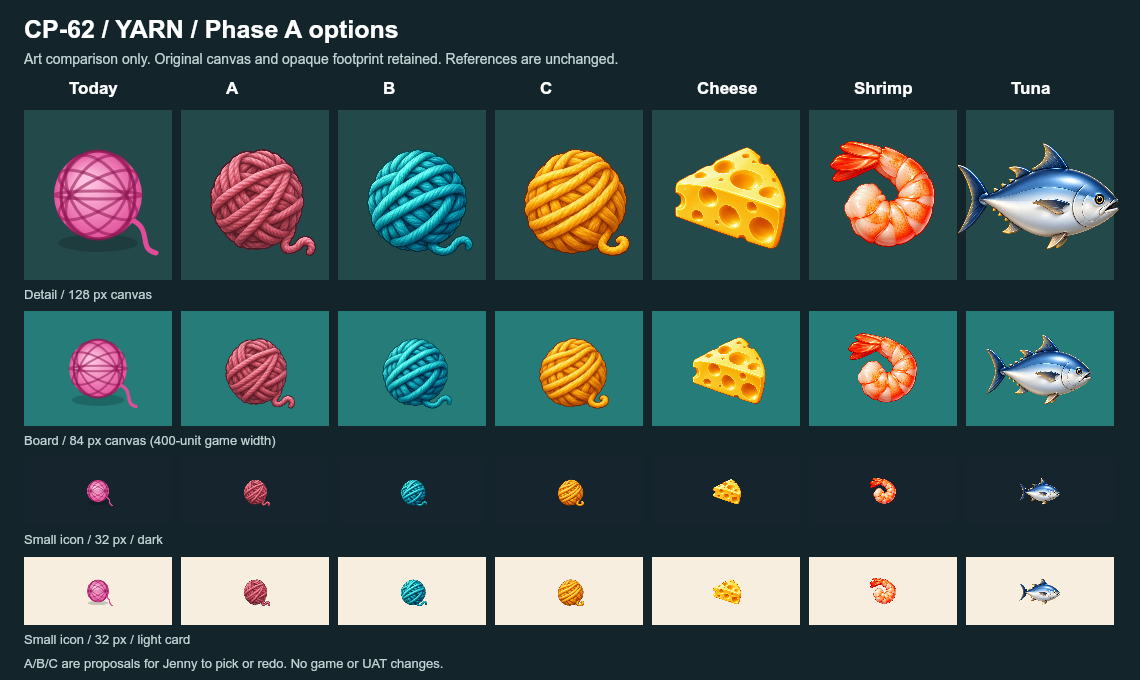 CP-62 / YARN / Phase A options
Art comparison only. Original canvas and opaque footprint retained. References are unchanged.
Today A B C Cheese Shrimp Tuna
Detail / 128 px canvas
Board / 84 px canvas (400-unit game width)
Small icon / 32 px / dark
Small icon / 32 px / light card
A/B/C are proposals for Jenny to pick or redo. No game or UAT changes.